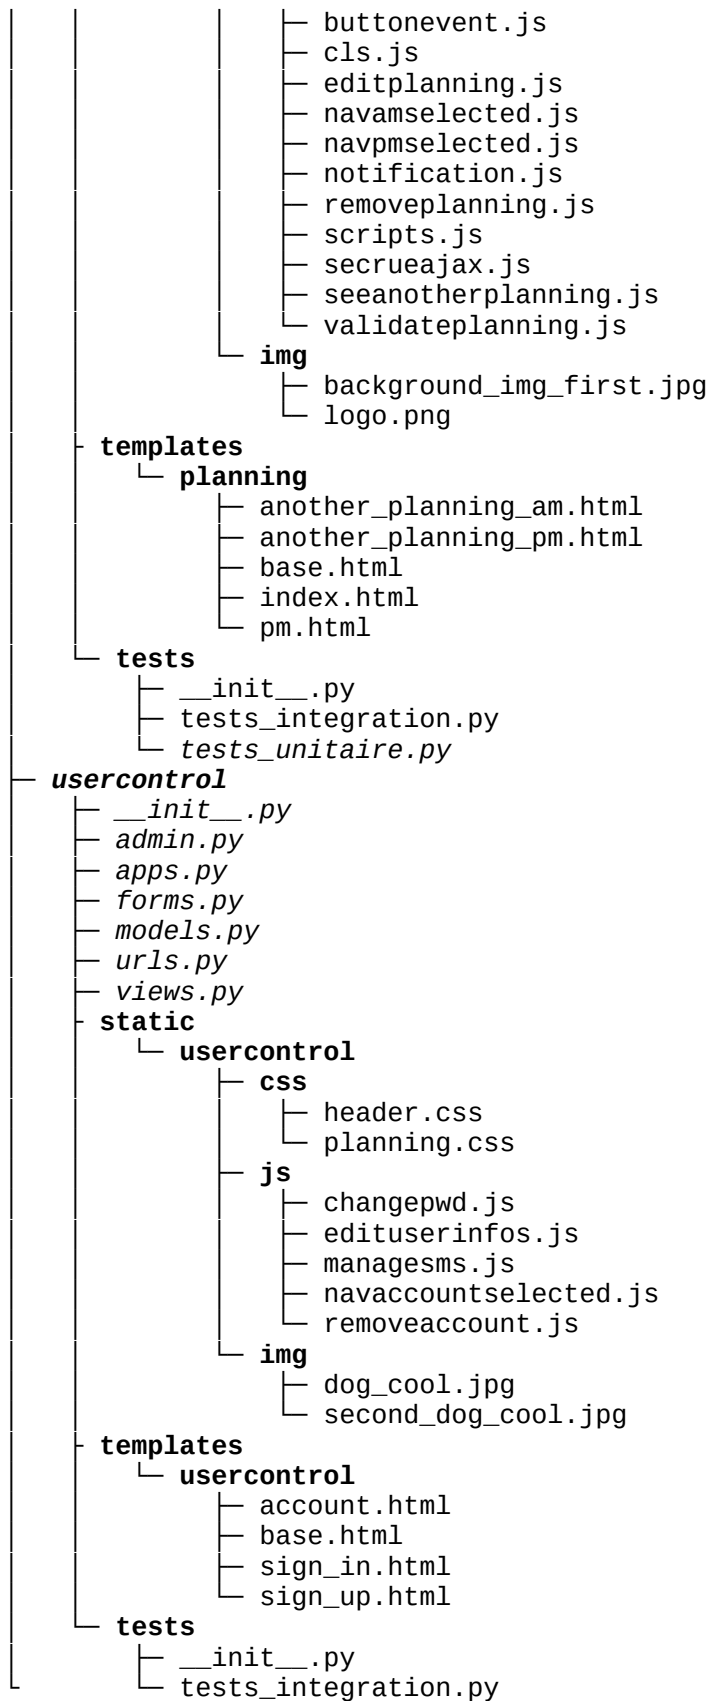 │   │        │   ├─ buttonevent.js
│   │        │   ├─ cls.js
│   │        │   ├─ editplanning.js
│   │        │   ├─ navamselected.js
│   │        │   ├─ navpmselected.js
│   │        │   ├─ notification.js
│   │        │   ├─ removeplanning.js
│   │        │   ├─ scripts.js
│   │        │   ├─ secrueajax.js
│   │        │   ├─ seeanotherplanning.js
│   │        │   └─ validateplanning.js
│   │        └─ img
│   │            ├─ background_img_first.jpg
│   │            └─ logo.png
│   ├ templates
│   │   └─ planning
│   │        ├─ another_planning_am.html
│   │        ├─ another_planning_pm.html
│   │        ├─ base.html
│   │        ├─ index.html
│   │        └─ pm.html
│   └─ tests
│       ├─ __init__.py
│       ├─ tests_integration.py
│       └─ tests_unitaire.py
├─ usercontrol
│   ├─ __init__.py
│   ├─ admin.py
│   ├─ apps.py
│   ├─ forms.py
│   ├─ models.py
│   ├─ urls.py
│   ├─ views.py
│   ├ static
│   │   └─ usercontrol
│   │        ├─ css
│   │        │   ├─ header.css
│   │        │   └─ planning.css
│   │        ├─ js
│   │        │   ├─ changepwd.js
│   │        │   ├─ edituserinfos.js
│   │        │   ├─ managesms.js
│   │        │   ├─ navaccountselected.js
│   │        │   └─ removeaccount.js
│   │        └─ img
│   │            ├─ dog_cool.jpg
│   │            └─ second_dog_cool.jpg
│   ├ templates
│   │   └─ usercontrol
│   │        ├─ account.html
│   │        ├─ base.html
│   │        ├─ sign_in.html
│   │        └─ sign_up.html
│   └─ tests
│       ├─ __init__.py
└       └─ tests_integration.py